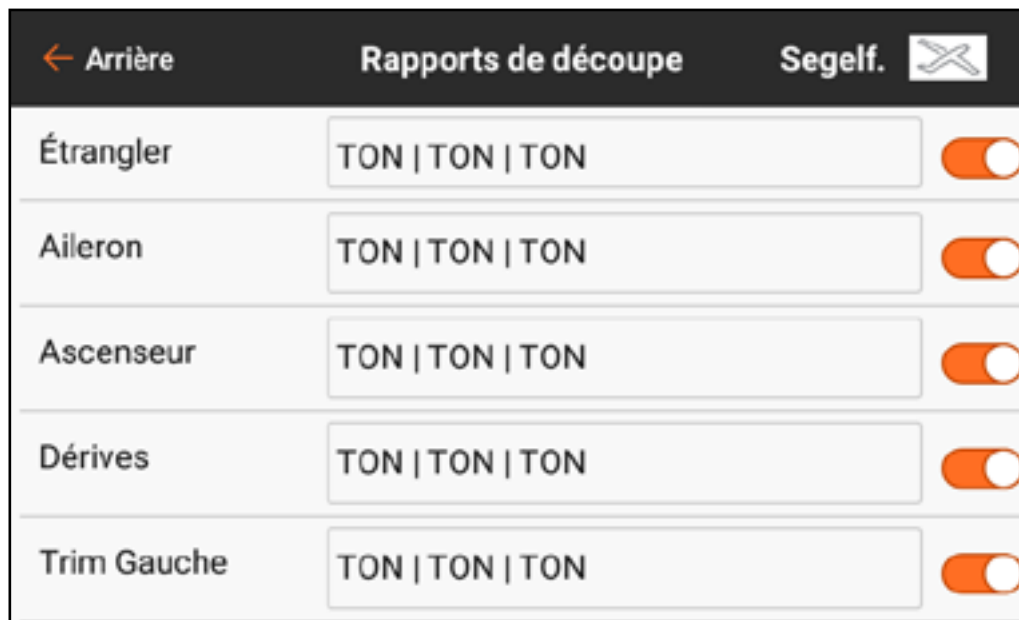 ← Arrière Rapports de découpe Segelf.
Étrangler TON | TON | TON
Aileron TON | TON | TON
Ascenseur TON | TON | TON
Dérives TON | TON | TON
Trim Gauche TON | TON | TON